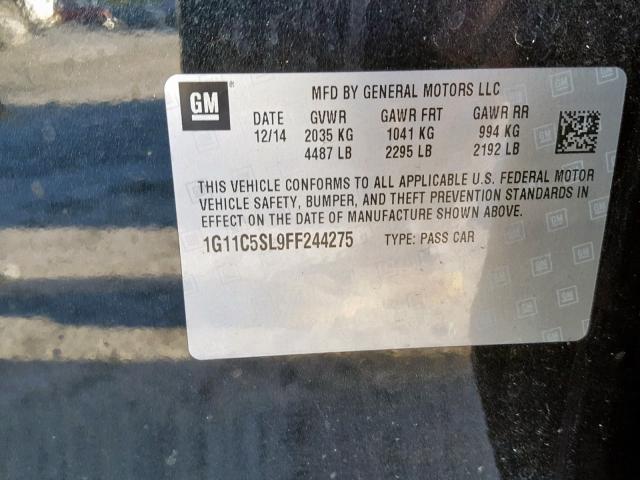 GM
MFD BY GENERAL MOTORS LLC
DATE GVWR GAWR FRT GAWR RR
12/14 2035 KG 1041 KG 994 KG
4487 LB 2295 LB 2192 LB
THIS VEHICLE CONFORMS TO ALL APPLICABLE U.S. FEDERAL MOTOR
VEHICLE SAFETY, BUMPER, AND THEFT PREVENTION STANDARDS IN
EFFECT ON THE DATE OF MANUFACTURE SHOWN ABOVE.
1G11C5SL9FF244275 TYPE: PASS CAR